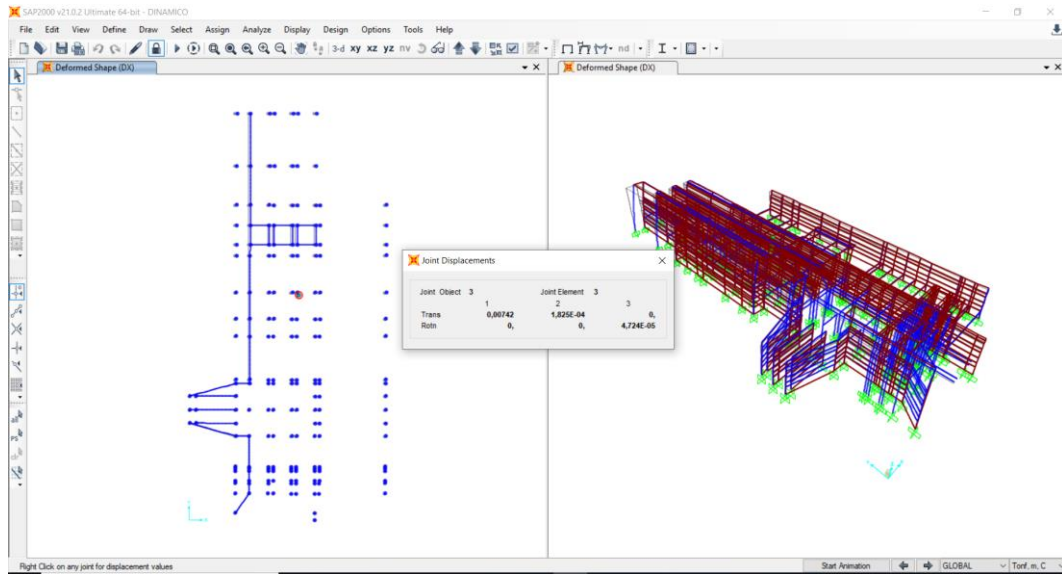 SAP2000 v21.0.2 Ultimate 64-bit - DINAMICO
File Edit View Define Draw Select Assign Analyze Display Design Options Tools Help
3-d xy xz yz nv
nd
Deformed Shape (DX)
Deformed Shape (DX)
Joint Displacements
Joint Object 3 Joint Element 3
1 2 3
Trans 0,00742 1,825E-04 0,
Rotn 0, 0, 4,724E-05
Right Click on any joint for displacement values
Start Animation GLOBAL Tonf, m, C